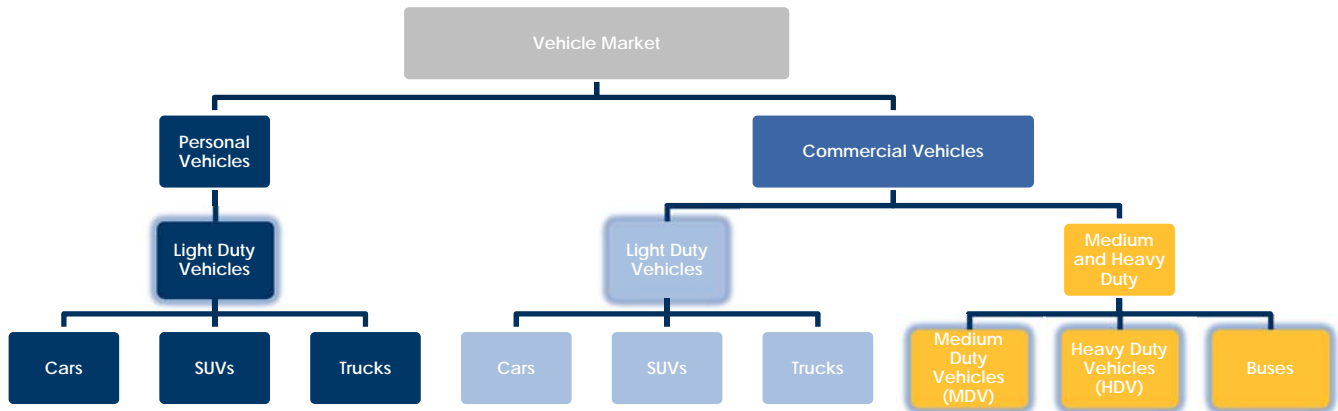 Vehicle Market
Personal
Vehicles
Commercial Vehicles
Light Duty
Vehicles
Light Duty
Vehicles
Medium
and Heavy
Duty
Cars
SUVs
Trucks
Cars
SUVs
Trucks
Medium
Duty
Vehicles
(MDV)
Heavy Duty
Vehicles
(HDV)
Buses